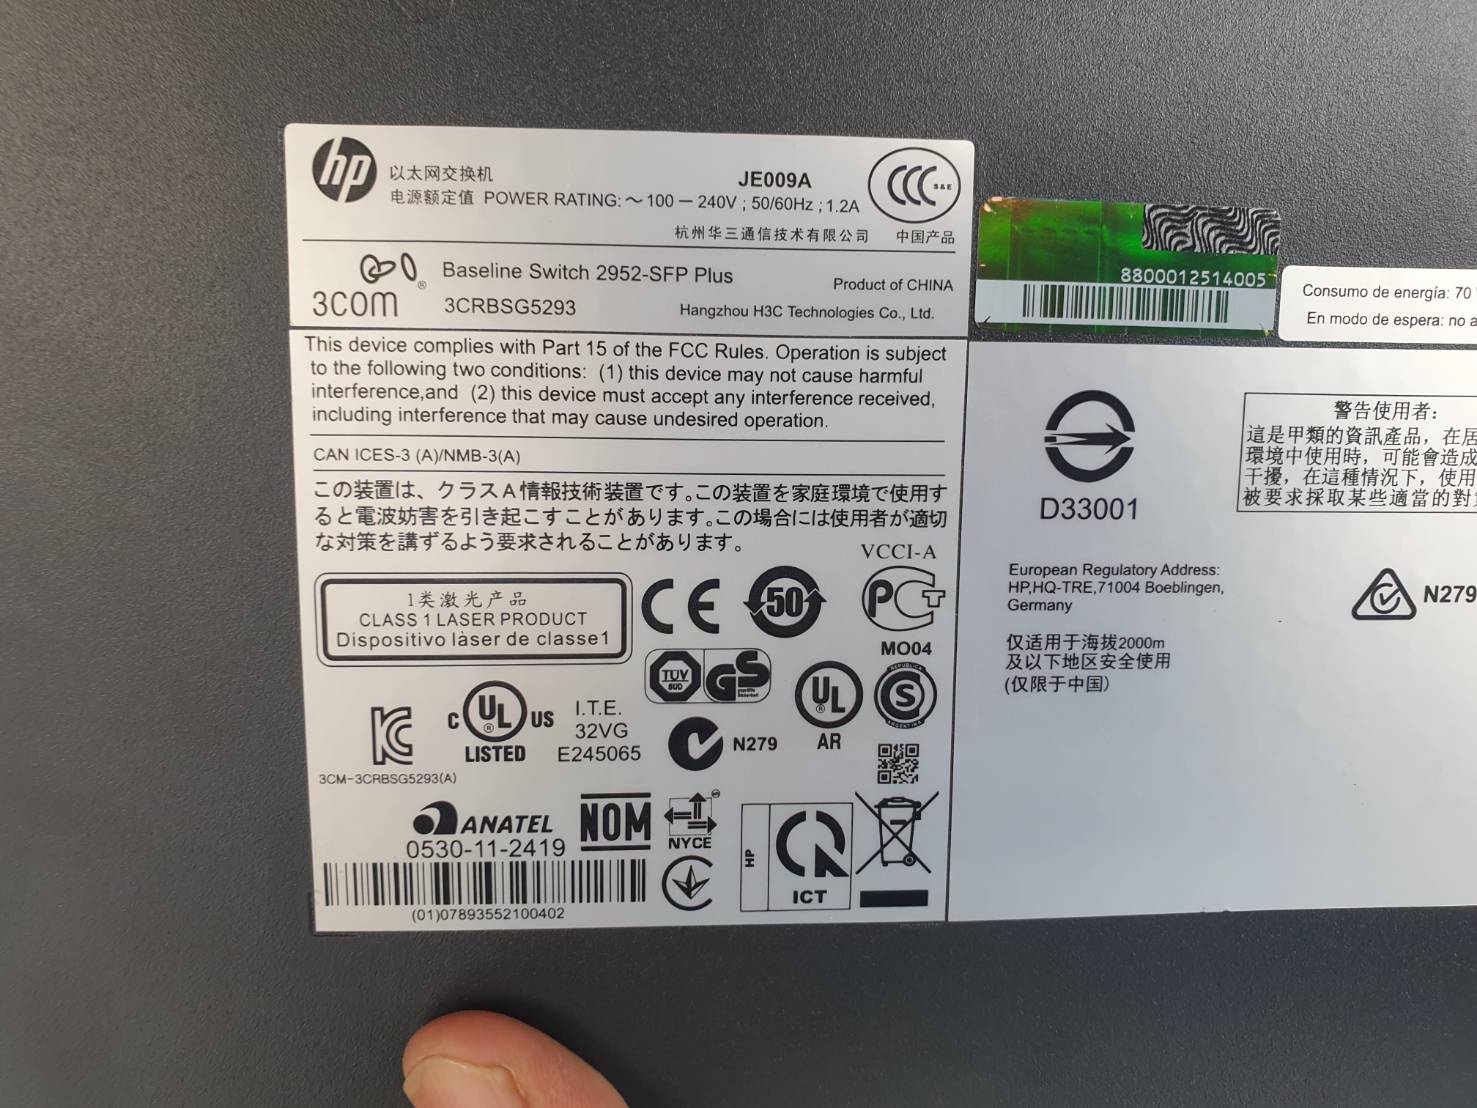 hp
以太网交换机
JE009A
CCC S&E
电源额定值 POWER RATING:～100－240V ; 50/60Hz ; 1.2A
杭州华三通信技术有限公司
中国产品
3COM ®
Baseline Switch 2952-SFP Plus
Product of CHINA
3CRBSG5293
Hangzhou H3C Technologies Co., Ltd.
This device complies with Part 15 of the FCC Rules. Operation is subject
to the following two conditions: (1) this device may not cause harmful
interference,and (2) this device must accept any interference received,
including interference that may cause undesired operation.
CAN ICES-3 (A)/NMB-3(A)
この装置は、クラスA情報技術装置です。この装置を家庭環境で使用す
ると電波妨害を引き起こすことがあります。この場合には使用者が適切
な対策を講ずるよう要求されることがあります。
VCCI-A
1类激光产品
CLASS 1 LASER PRODUCT
Dispositivo làser de classe1
CE
50
PCT
MO04
TUV
SUD
GS
geprüfte
Sicherheit
UL
®
AR
REPUBLICA
S
ARGENTINA
KC
3CM-3CRBSG5293(A)
C UL US
®
LISTED
I.T.E.
32VG
E245065
N279
ANATEL
0530-11-2419
(01)07893552100402
NOM
NYCE
HP
ICT
8800012514005
Consumo de energía: 70
En modo de espera: no a
D33001
警告使用者：
這是甲類的資訊產品，在居
環境中使用時，可能會造成
干擾，在這種情況下，使用
被要求採取某些適當的對
European Regulatory Address:
HP,HQ-TRE,71004 Boeblingen,
Germany
N279
仅适用于海拔2000m
及以下地区安全使用
(仅限于中国)